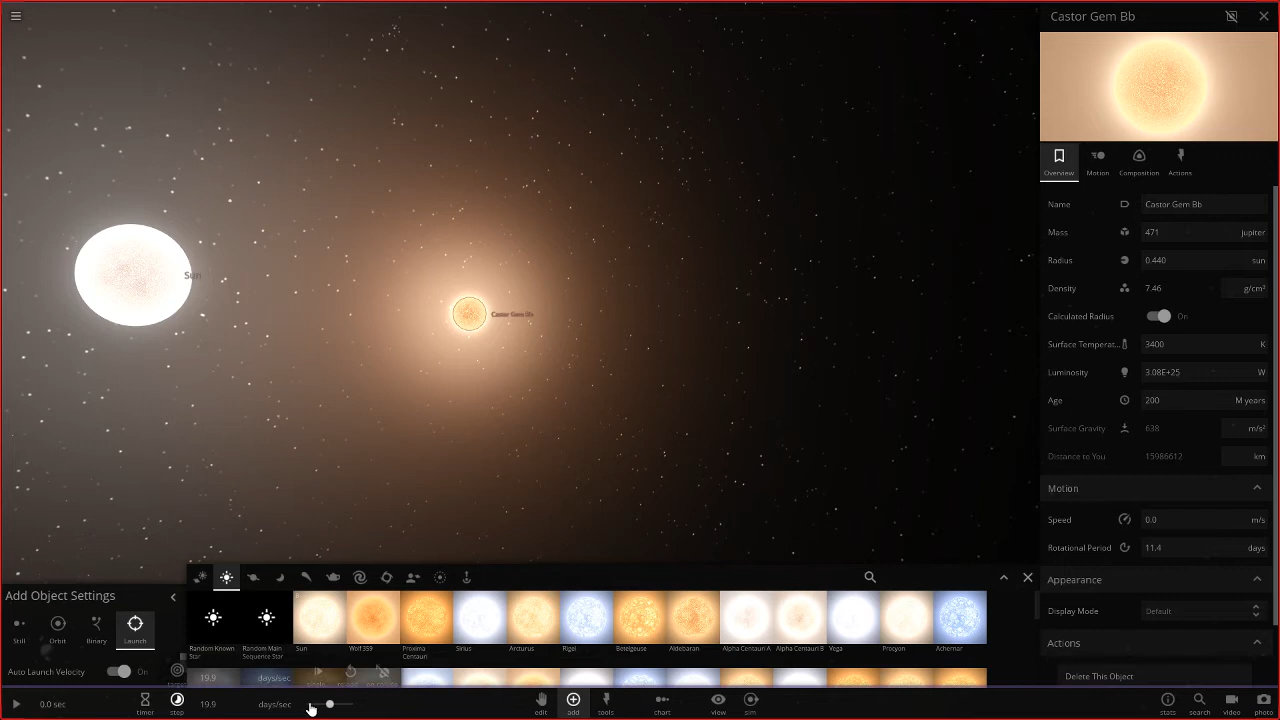 Castor Gem Bb
Overview Motion Composition Actions
Name Castor Gem Bb
Mass 471 jupiter
Radius 0.440 sun
Density 7.46 g/cm³
Calculated Radius On
Surface Temperat... 3400 K
Luminosity 3.08E+25 W
Age 200 M years
Surface Gravity 638 m/s²
Distance to You 15986612 km
Motion
Speed 0.0 m/s
Rotational Period 11.4 days
Appearance
Display Mode Default
Actions
Delete This Object
Sun
Castor Gem Bb
Add Object Settings
Still Orbit Binary Launch
Auto Launch Velocity On
Random Known Star
Random Main Sequence Star
Sun
Wolf 359
Proxima Centauri
Sirius
Arcturus
Rigel
Betelgeuse
Aldebaran
Alpha Centauri A
Alpha Centauri B
Vega
Procyon
Achernar
19.9 days/sec
0.0 sec timer step 19.9 days/sec edit add tools chart view sim stats search video photo